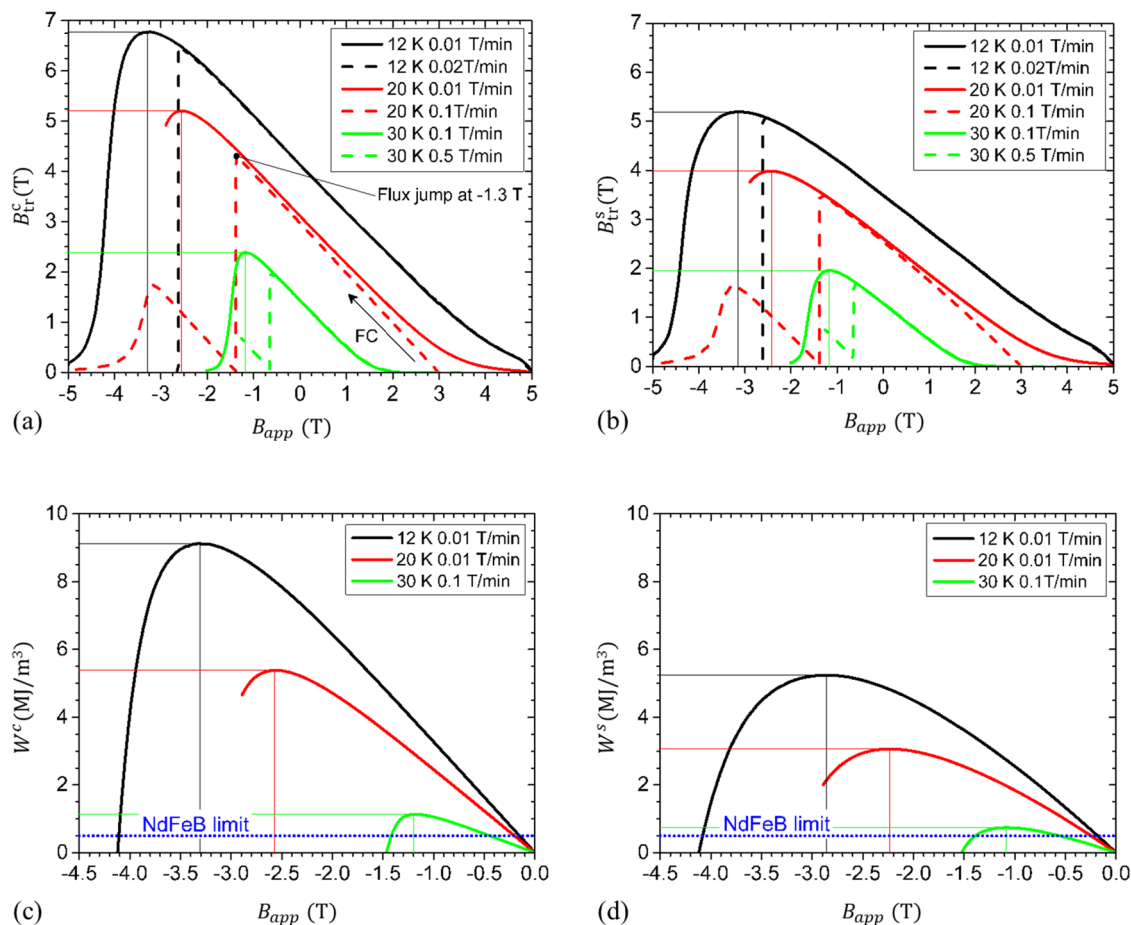 7
6
5
4
3
2
1
0
B_tr^c(T)
12 K 0.01 T/min
12 K 0.02T/min
20 K 0.01 T/min
20 K 0.1T/min
30 K 0.1 T/min
30 K 0.5 T/min
Flux jump at -1.3 T
FC
-5 -4 -3 -2 -1 0 1 2 3 4 5
(a)
B_app (T)
7
6
5
4
3
2
1
0
B_tr^s(T)
12 K 0.01 T/min
12 K 0.02T/min
20 K 0.01 T/min
20 K 0.1 T/min
30 K 0.1T/min
30 K 0.5 T/min
-5 -4 -3 -2 -1 0 1 2 3 4 5
(b)
B_app (T)
10
8
6
4
2
0
W^c(MJ/m³)
12 K 0.01 T/min
20 K 0.01 T/min
30 K 0.1 T/min
NdFeB limit
-4.5 -4.0 -3.5 -3.0 -2.5 -2.0 -1.5 -1.0 -0.5 0.0
(c)
B_app (T)
10
8
6
4
2
0
W^s(MJ/m³)
12 K 0.01 T/min
20 K 0.01 T/min
30 K 0.1T/min
NdFeB limit
-4.5 -4.0 -3.5 -3.0 -2.5 -2.0 -1.5 -1.0 -0.5 0.0
(d)
B_app (T)